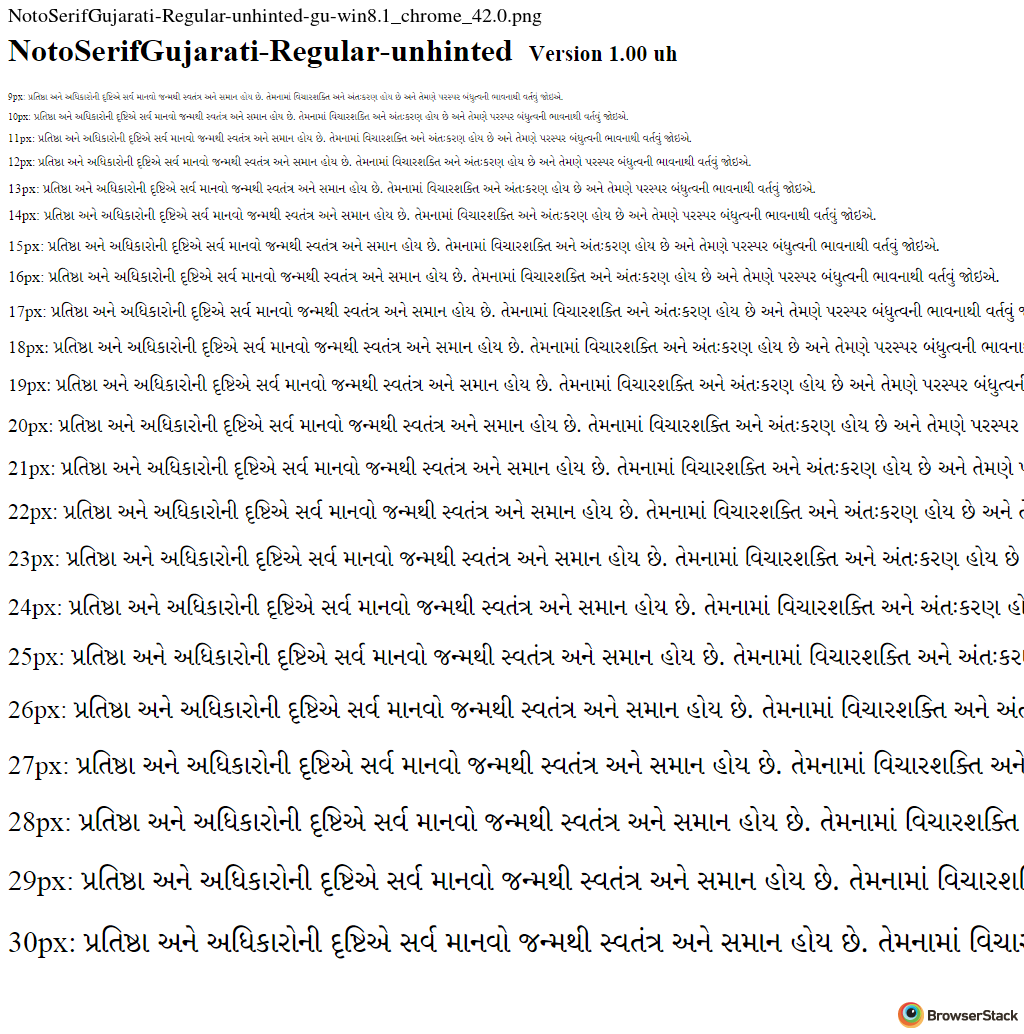 NotoSerifGujarati-Regular-unhinted-gu-win8.1_chrome_42.0.png
NotoSerifGujarati-Regular-unhinted Version 1.00 uh
9px: પ્રતિષ્ઠા અને અધિકારોની દૃષ્ટિએ સર્વ માનવો જન્મથી સ્વતંત્ર અને સમાન હોય છે. તેમનામાં વિચારશક્તિ અને અંતઃકરણ હોય છે અને તેમણે પરસ્પર બંધુત્વની ભાવનાથી વર્તવું જોઇએ.
10px: પ્રતિષ્ઠા અને અધિકારોની દૃષ્ટિએ સર્વ માનવો જન્મથી સ્વતંત્ર અને સમાન હોય છે. તેમનામાં વિચારશક્તિ અને અંતઃકરણ હોય છે અને તેમણે પરસ્પર બંધુત્વની ભાવનાથી વર્તવું જોઇએ.
11px: પ્રતિષ્ઠા અને અધિકારોની દૃષ્ટિએ સર્વ માનવો જન્મથી સ્વતંત્ર અને સમાન હોય છે. તેમનામાં વિચારશક્તિ અને અંતઃકરણ હોય છે અને તેમણે પરસ્પર બંધુત્વની ભાવનાથી વર્તવું જોઇએ.
12px: પ્રતિષ્ઠા અને અધિકારોની દૃષ્ટિએ સર્વ માનવો જન્મથી સ્વતંત્ર અને સમાન હોય છે. તેમનામાં વિચારશક્તિ અને અંતઃકરણ હોય છે અને તેમણે પરસ્પર બંધુત્વની ભાવનાથી વર્તવું જોઇએ.
13px: પ્રતિષ્ઠા અને અધિકારોની દૃષ્ટિએ સર્વ માનવો જન્મથી સ્વતંત્ર અને સમાન હોય છે. તેમનામાં વિચારશક્તિ અને અંતઃકરણ હોય છે અને તેમણે પરસ્પર બંધુત્વની ભાવનાથી વર્તવું જોઇએ.
14px: પ્રતિષ્ઠા અને અધિકારોની દૃષ્ટિએ સર્વ માનવો જન્મથી સ્વતંત્ર અને સમાન હોય છે. તેમનામાં વિચારશક્તિ અને અંતઃકરણ હોય છે અને તેમણે પરસ્પર બંધુત્વની ભાવનાથી વર્તવું જોઇએ.
15px: પ્રતિષ્ઠા અને અધિકારોની દૃષ્ટિએ સર્વ માનવો જન્મથી સ્વતંત્ર અને સમાન હોય છે. તેમનામાં વિચારશક્તિ અને અંતઃકરણ હોય છે અને તેમણે પરસ્પર બંધુત્વની ભાવનાથી વર્તવું જોઇએ.
16px: પ્રતિષ્ઠા અને અધિકારોની દૃષ્ટિએ સર્વ માનવો જન્મથી સ્વતંત્ર અને સમાન હોય છે. તેમનામાં વિચારશક્તિ અને અંતઃકરણ હોય છે અને તેમણે પરસ્પર બંધુત્વની ભાવનાથી વર્તવું જોઇએ.
17px: પ્રતિષ્ઠા અને અધિકારોની દૃષ્ટિએ સર્વ માનવો જન્મથી સ્વતંત્ર અને સમાન હોય છે. તેમનામાં વિચારશક્તિ અને અંતઃકરણ હોય છે અને તેમણે પરસ્પર બંધુત્વની ભાવનાથી વર્તવું
18px: પ્રતિષ્ઠા અને અધિકારોની દૃષ્ટિએ સર્વ માનવો જન્મથી સ્વતંત્ર અને સમાન હોય છે. તેમનામાં વિચારશક્તિ અને અંતઃકરણ હોય છે અને તેમણે પરસ્પર બંધુત્વની ભાવના
19px: પ્રતિષ્ઠા અને અધિકારોની દૃષ્ટિએ સર્વ માનવો જન્મથી સ્વતંત્ર અને સમાન હોય છે. તેમનામાં વિચારશક્તિ અને અંતઃકરણ હોય છે અને તેમણે પરસ્પર બંધુત્વની
20px: પ્રતિષ્ઠા અને અધિકારોની દૃષ્ટિએ સર્વ માનવો જન્મથી સ્વતંત્ર અને સમાન હોય છે. તેમનામાં વિચારશક્તિ અને અંતઃકરણ હોય છે અને તેમણે પરસ્પર
21px: પ્રતિષ્ઠા અને અધિકારોની દૃષ્ટિએ સર્વ માનવો જન્મથી સ્વતંત્ર અને સમાન હોય છે. તેમનામાં વિચારશક્તિ અને અંતઃકરણ હોય છે અને તેમણે
22px: પ્રતિષ્ઠા અને અધિકારોની દૃષ્ટિએ સર્વ માનવો જન્મથી સ્વતંત્ર અને સમાન હોય છે. તેમનામાં વિચારશક્તિ અને અંતઃકરણ હોય છે અને
23px: પ્રતિષ્ઠા અને અધિકારોની દૃષ્ટિએ સર્વ માનવો જન્મથી સ્વતંત્ર અને સમાન હોય છે. તેમનામાં વિચારશક્તિ અને અંતઃકરણ હોય છે
24px: પ્રતિષ્ઠા અને અધિકારોની દૃષ્ટિએ સર્વ માનવો જન્મથી સ્વતંત્ર અને સમાન હોય છે. તેમનામાં વિચારશક્તિ અને અંતઃકરણ હો
25px: પ્રતિષ્ઠા અને અધિકારોની દૃષ્ટિએ સર્વ માનવો જન્મથી સ્વતંત્ર અને સમાન હોય છે. તેમનામાં વિચારશક્તિ અને અંતઃકર
26px: પ્રતિષ્ઠા અને અધિકારોની દૃષ્ટિએ સર્વ માનવો જન્મથી સ્વતંત્ર અને સમાન હોય છે. તેમનામાં વિચારશક્તિ અને અંત
27px: પ્રતિષ્ઠા અને અધિકારોની દૃષ્ટિએ સર્વ માનવો જન્મથી સ્વતંત્ર અને સમાન હોય છે. તેમનામાં વિચારશક્તિ અને
28px: પ્રતિષ્ઠા અને અધિકારોની દૃષ્ટિએ સર્વ માનવો જન્મથી સ્વતંત્ર અને સમાન હોય છે. તેમનામાં વિચારશક્તિ
29px: પ્રતિષ્ઠા અને અધિકારોની દૃષ્ટિએ સર્વ માનવો જન્મથી સ્વતંત્ર અને સમાન હોય છે. તેમનામાં વિચારશ
30px: પ્રતિષ્ઠા અને અધિકારોની દૃષ્ટિએ સર્વ માનવો જન્મથી સ્વતંત્ર અને સમાન હોય છે. તેમનામાં વિચાર
BrowserStack